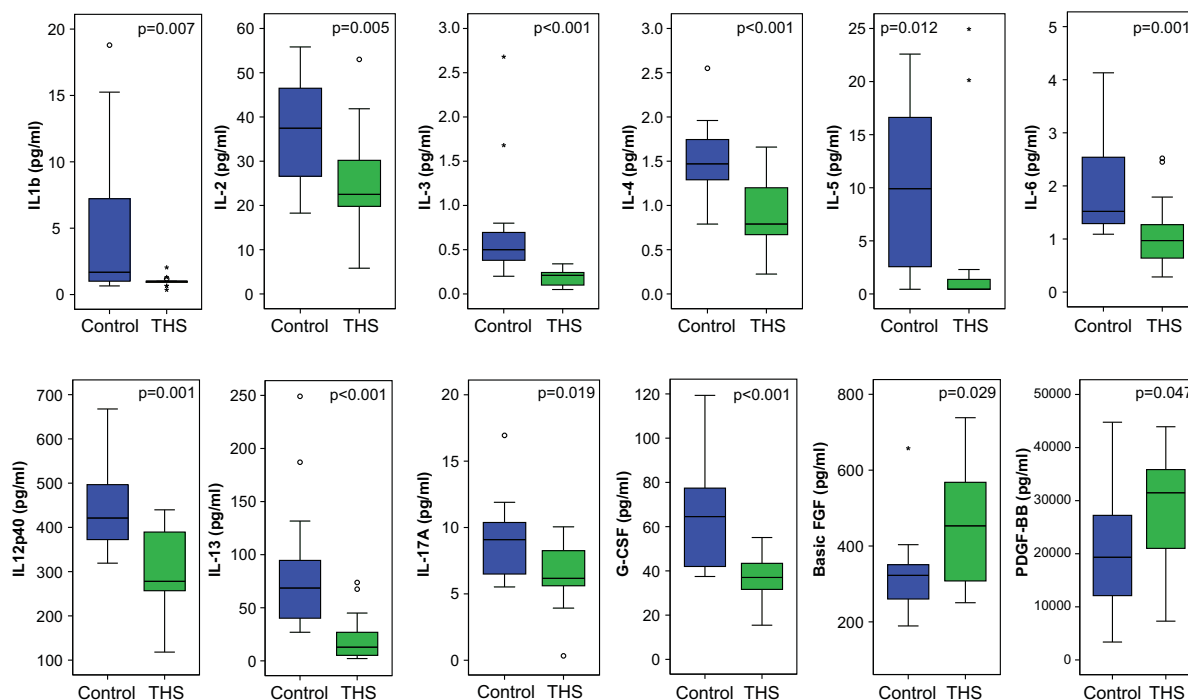 p=0.007
IL1b (pg/ml)
20
15
10
5
0
Control THS
p=0.005
IL-2 (pg/ml)
60
50
40
30
20
10
0
Control THS
p<0.001
IL-3 (pg/ml)
3.0
2.5
2.0
1.5
1.0
0.5
0.0
Control THS
p<0.001
IL-4 (pg/ml)
3.0
2.5
2.0
1.5
1.0
0.5
0.0
Control THS
p=0.012
IL-5 (pg/ml)
25
20
15
10
5
0
Control THS
p=0.001
IL-6 (pg/ml)
5
4
3
2
1
0
Control THS
p=0.001
IL12p40 (pg/ml)
700
600
500
400
300
200
100
Control THS
p<0.001
IL-13 (pg/ml)
250
200
150
100
50
0
Control THS
p=0.019
IL-17A (pg/ml)
20
15
10
5
0
Control THS
p<0.001
G-CSF (pg/ml)
120
100
80
60
40
20
0
Control THS
p=0.029
Basic FGF (pg/ml)
800
600
400
200
Control THS
p=0.047
PDGF-BB (pg/ml)
50000
40000
30000
20000
10000
0
Control THS